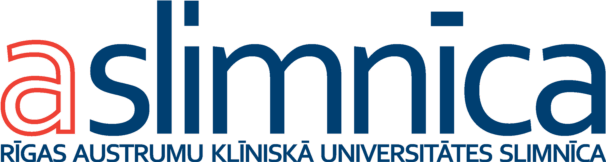 aslimnīca
RĪGAS AUSTRUMU KLĪNISKĀ UNIVERSITĀTES SLIMNĪCA